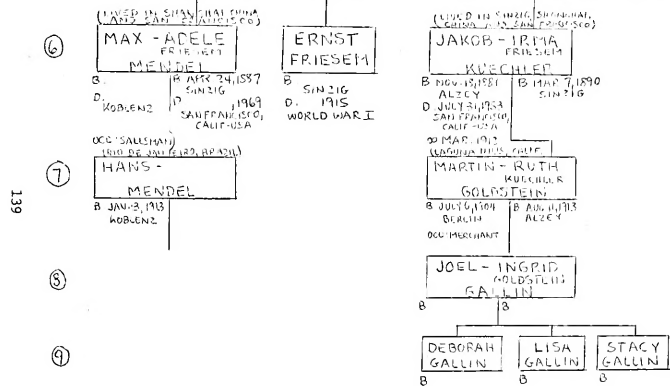 (LIVED IN SHANGHAI CHINA
AND SAN FRANCISCO)
6
MAX - ADELE
FRIESEM
MENDEL
B.
B APR 24, 1887
SINZIG
D.
KOBLENZ
D , 1969
SAN FRANCISCO,
CALIF-USA
ERNST
FRIESEM
B
SINZIG
D. 1915
WORLD WAR I
(LIVED IN SINZIG, SHANGHAI,
CHINA AND SAN FRANCISCO)
JAKOB - IRMA
FRIESEM
KUECHLER
B NOV. 13, 1881
ALZEY
D. JULY 31, 1953
SAN FRANCISCO,
CALIF-USA
∞ MAR. 1912
B MAR 7, 1890
SINZIG
OCC: SALESMAN
(RIO DE JANEIRO, BRAZIL)
7
HANS -
MENDEL
B JAN. 3, 1913
KOBLENZ
(LAGUNA HILLS, CALIF.
MARTIN - RUTH
KUECHLER
GOLDSTEIN
B JULY 6, 1904
BERLIN
B AUG 11, 1913
ALZEY
OCC: MERCHANT
139
8
JOEL - INGRID
GOLDSTEIN
GALLIN
B
B
9
DEBORAH
GALLIN
B
LISA
GALLIN
B
STACY
GALLIN
B